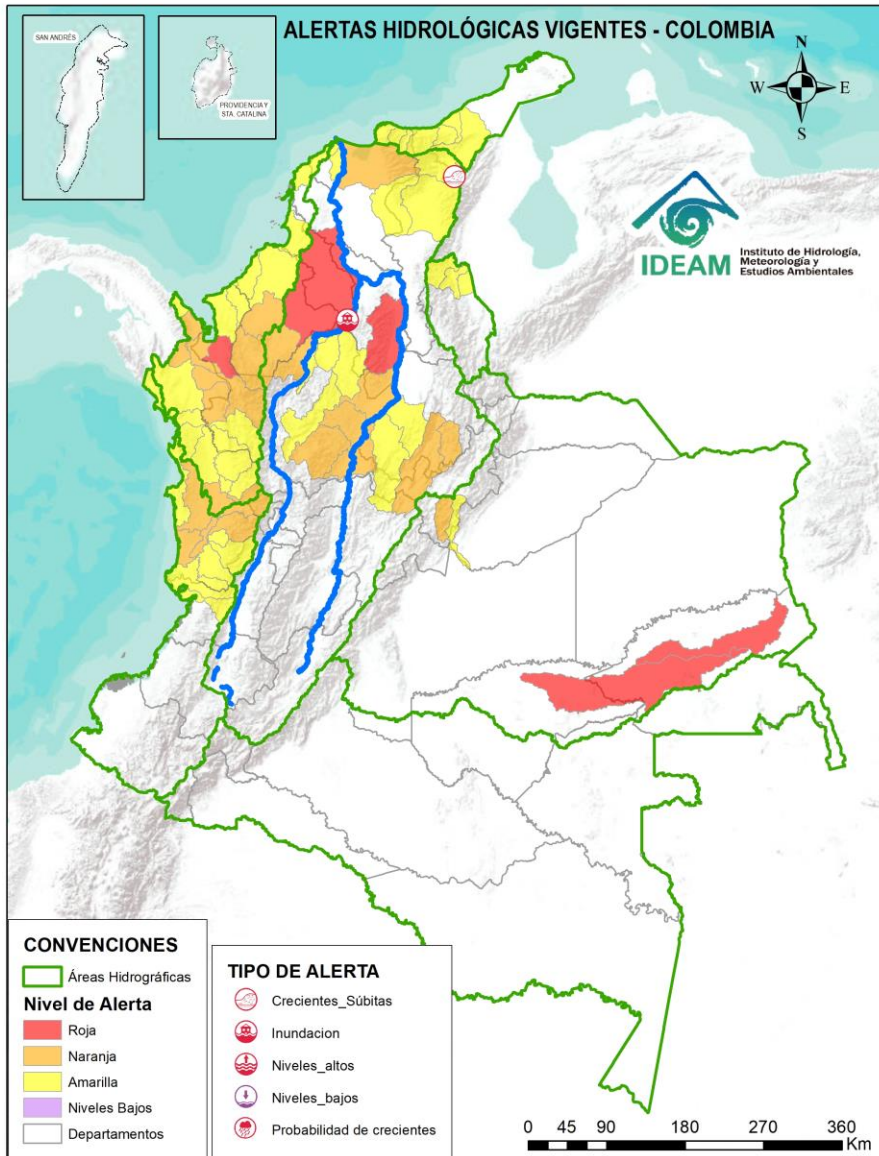 ALERTAS HIDROLÓGICAS VIGENTES - COLOMBIA
SAN ANDRÉS
PROVIDENCIA Y
STA. CATALINA
N
W
E
S
IDEAM
Instituto de Hidrología,
Meteorología y
Estudios Ambientales
CONVENCIONES
Áreas Hidrográficas
Nivel de Alerta
Roja
Naranja
Amarilla
Niveles Bajos
Departamentos
TIPO DE ALERTA
Crecientes_Súbitas
Inundacion
Niveles_altos
Niveles_bajos
Probabilidad de crecientes
0 45 90 180 270 360
Km